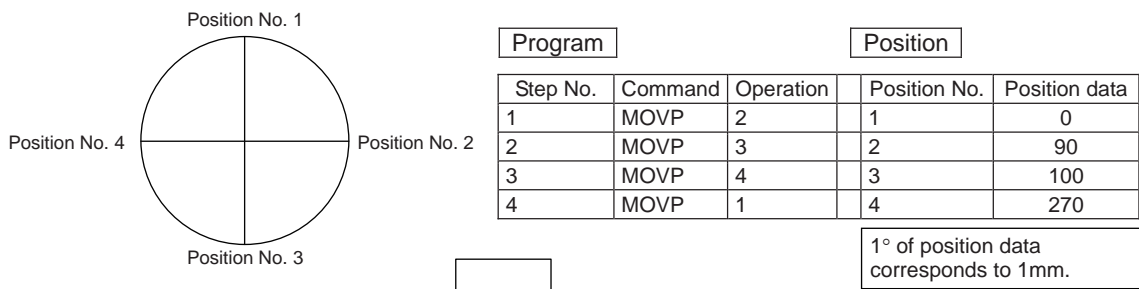 Position No. 1
Position No. 4
Position No. 2
Position No. 3
Program
Step No. Command Operation
1 MOVP 2
2 MOVP 3
3 MOVP 4
4 MOVP 1
Position
Position No. Position data
1 0
2 90
3 100
4 270
1° of position data
corresponds to 1mm.